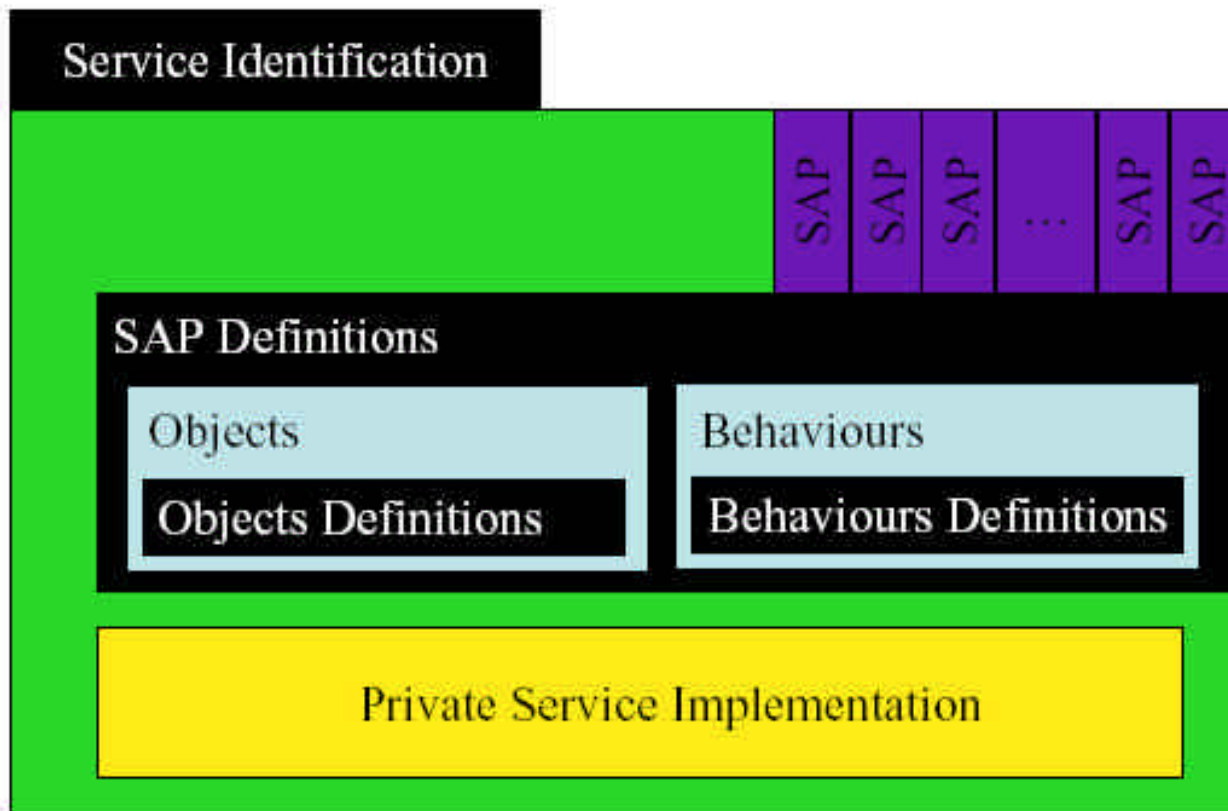 Service Identification
SAP
SAP
SAP
...
SAP
SAP
SAP Definitions
Objects
Behaviours
Objects Definitions
Behaviours Definitions
Private Service Implementation